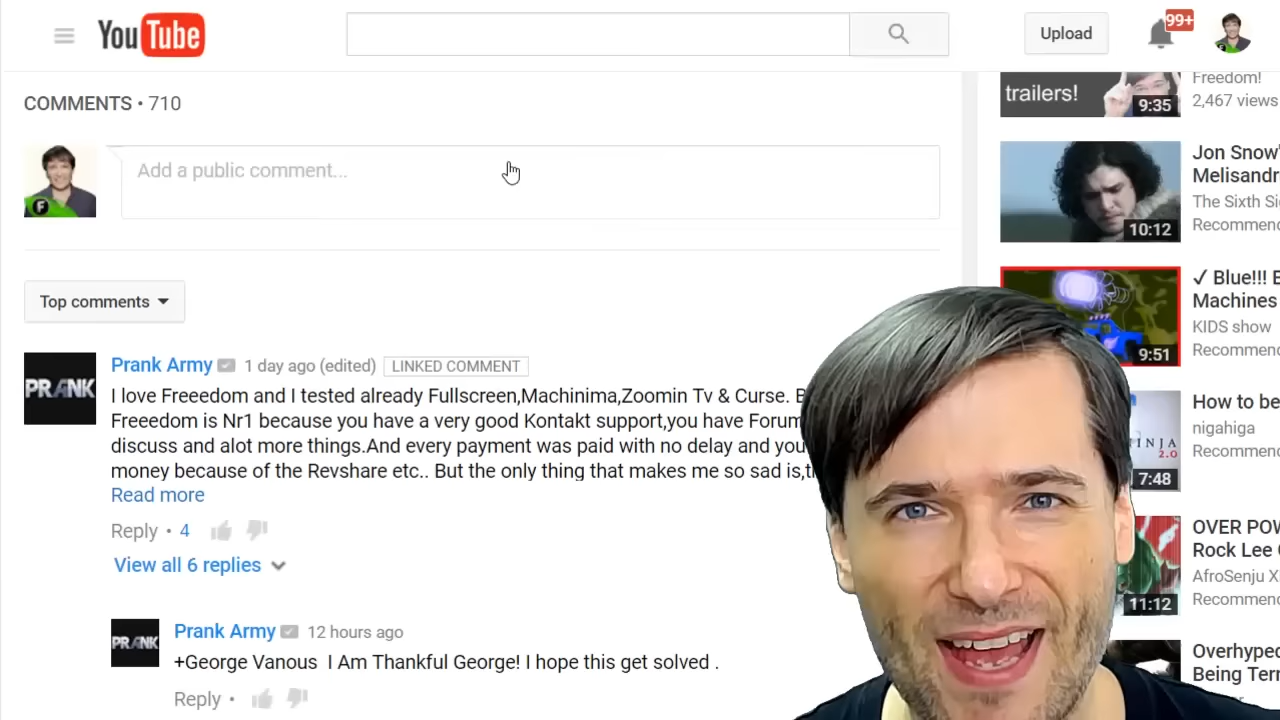 YouTube
Upload
99+
COMMENTS • 710
Add a public comment...
Top comments
PRANK
Prank Army 1 day ago (edited) LINKED COMMENT
I love Freeedom and I tested already Fullscreen,Machinima,Zoomin Tv & Curse. B
Freeedom is Nr1 because you have a very good Kontakt support,you have Forum
discuss and alot more things.And every payment was paid with no delay and you
money because of the Revshare etc.. But the only thing that makes me so sad is,t
Read more
Reply • 4
View all 6 replies
PRANK
Prank Army 12 hours ago
+George Vanous I Am Thankful George! I hope this get solved .
Reply •
trailers!
9:35
Freedom!
2,467 views
10:12
Jon Snow'
Melisandr
The Sixth Si
Recommen
9:51
✓ Blue!!! E
Machines
KIDS show
Recommen
INJA
2.0
7:48
How to be
nigahiga
Recommen
11:12
OVER POW
Rock Lee
AfroSenju X
Recommen
Overhyped
Being Terr